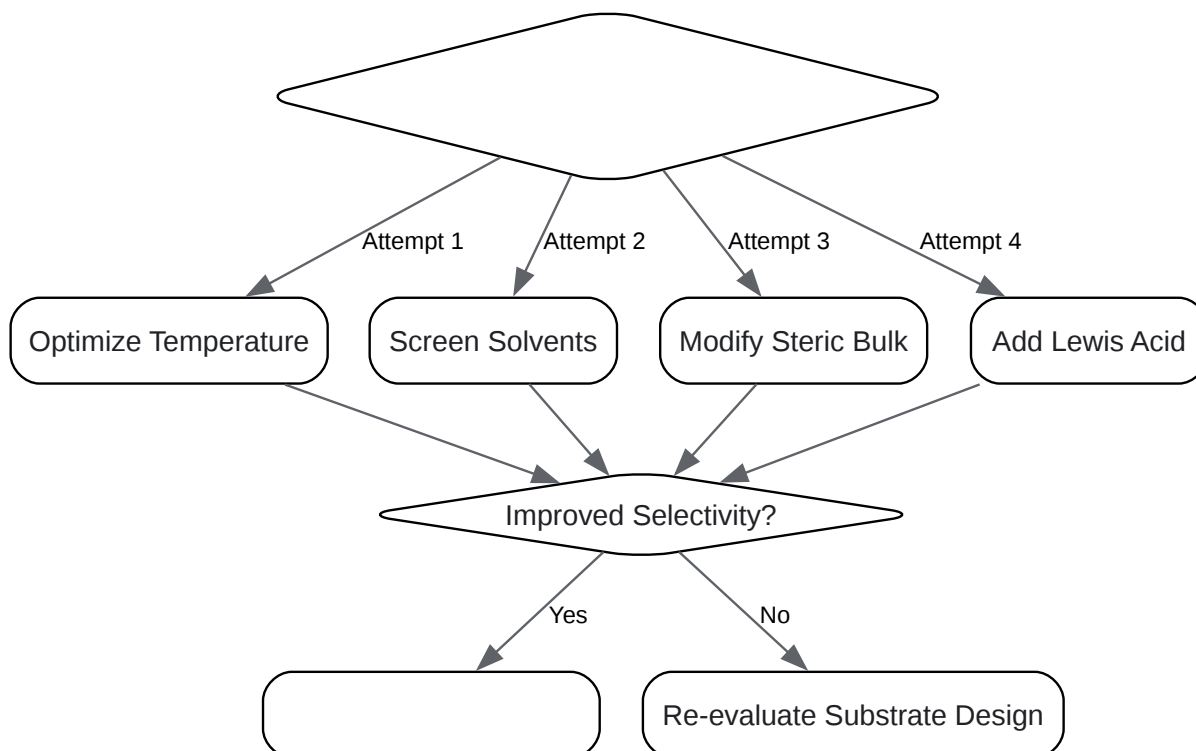 Attempt 1
Attempt 2
Attempt 3
Attempt 4
Optimize Temperature
Screen Solvents
Modify Steric Bulk
Add Lewis Acid
Improved Selectivity?
Yes
No
Re-evaluate Substrate Design